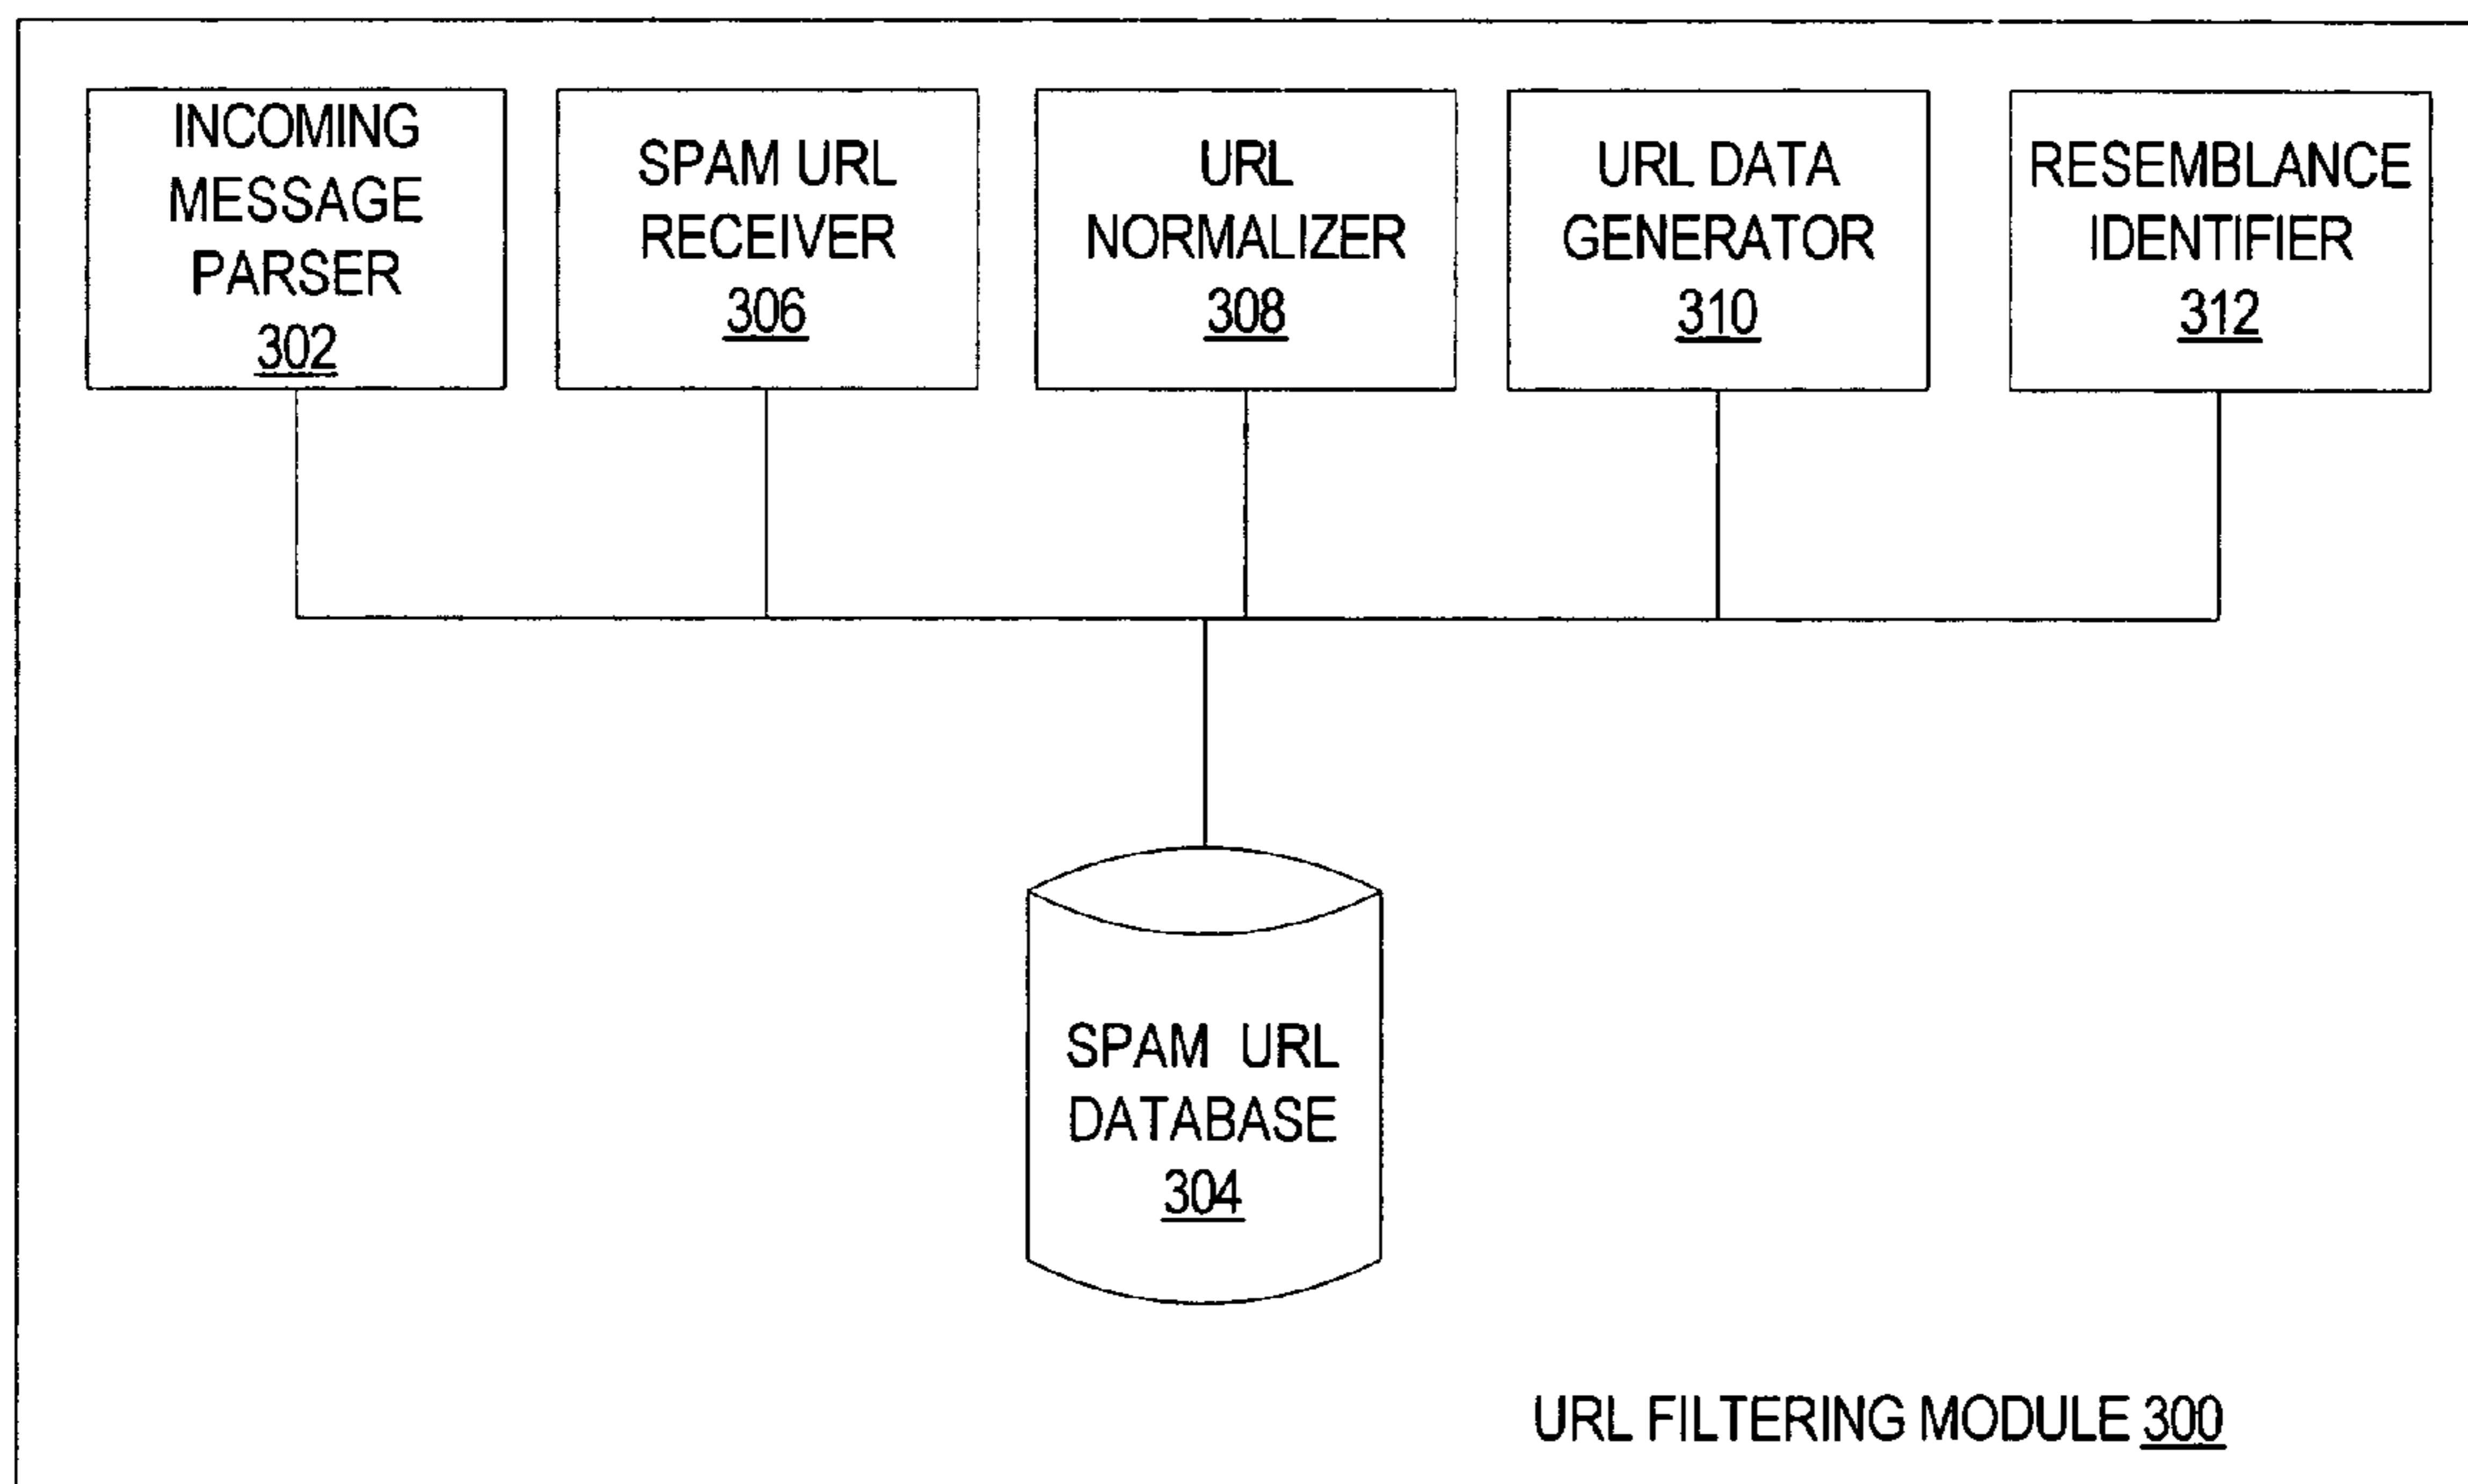 INCOMING
MESSAGE
PARSER
302
SPAM URL
RECEIVER
306
URL
NORMALIZER
308
URL DATA
GENERATOR
310
RESEMBLANCE
IDENTIFIER
312
SPAM URL
DATABASE
304
URL FILTERING MODULE 300